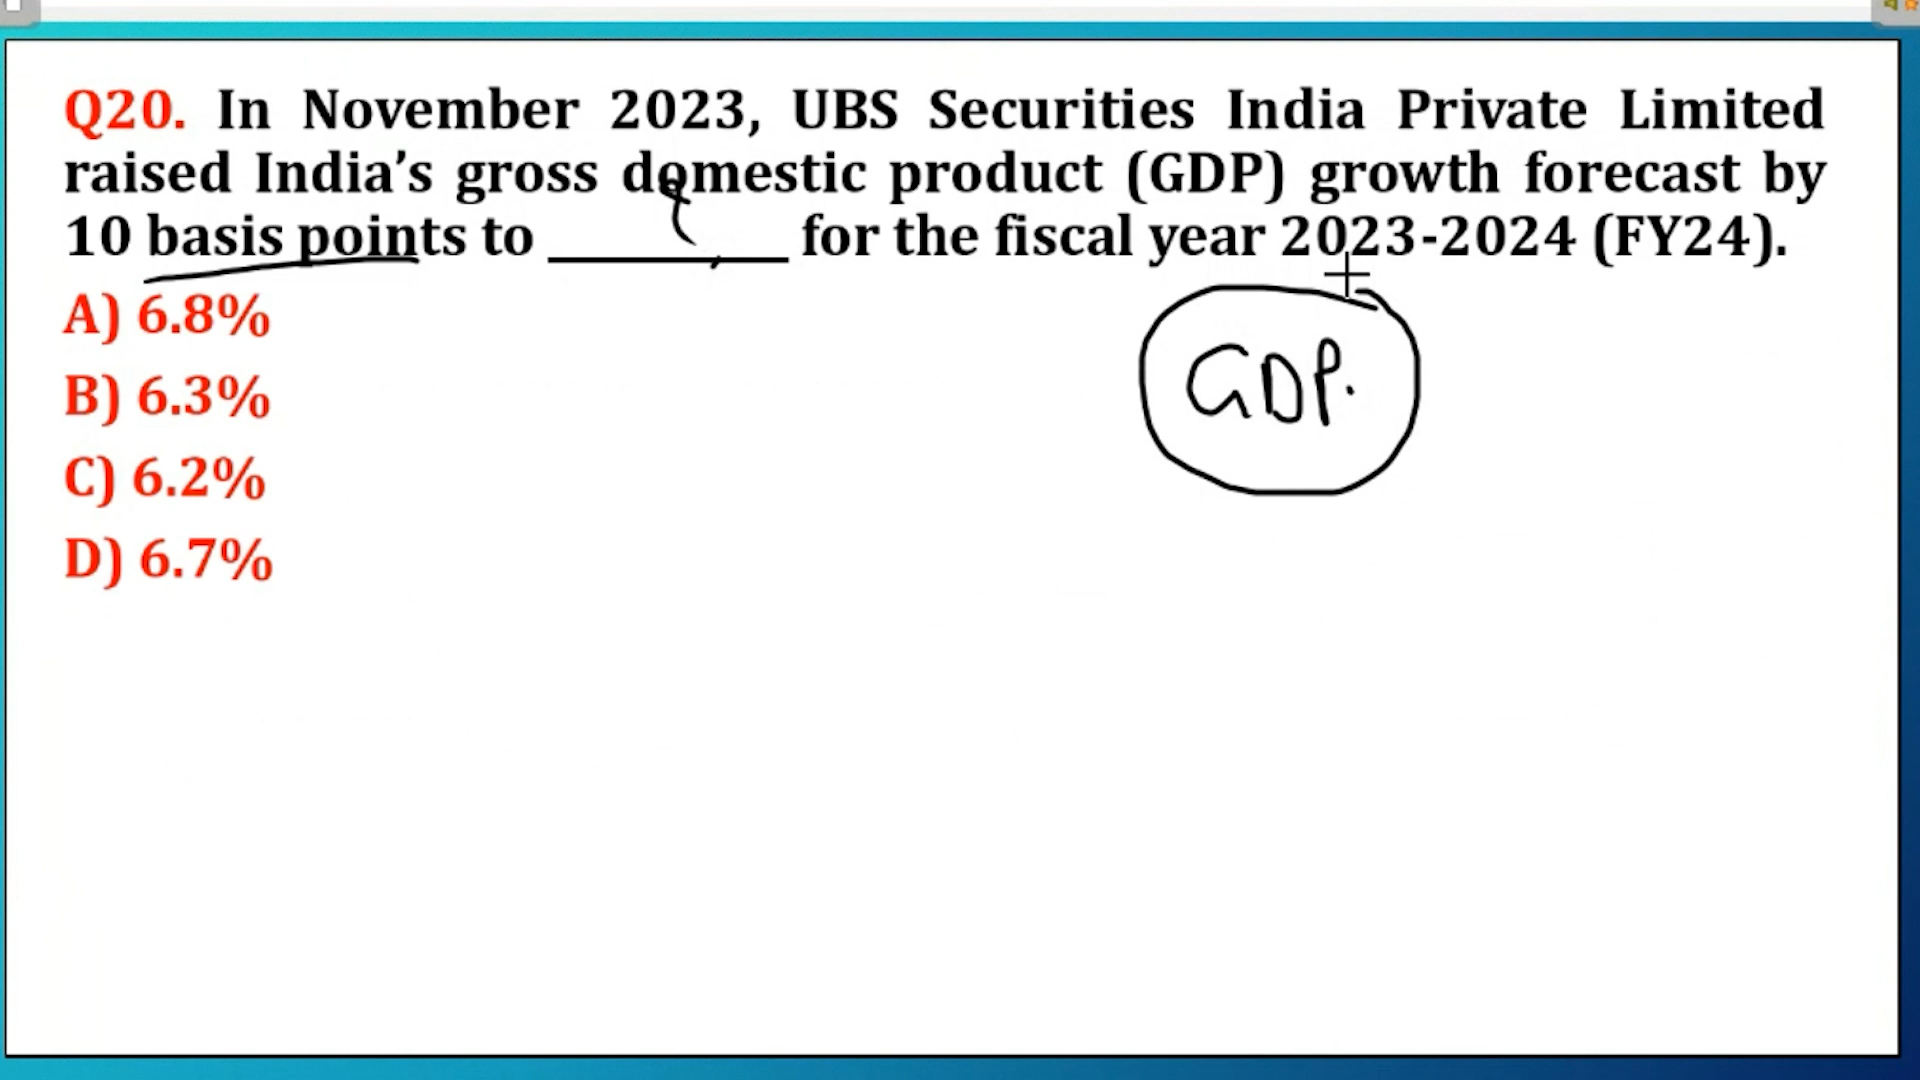 Q20. In November 2023, UBS Securities India Private Limited
raised India’s gross domestic product (GDP) growth forecast by
10 basis points to ________ for the fiscal year 2023-2024 (FY24).
A) 6.8%
B) 6.3%
GDP.
C) 6.2%
D) 6.7%